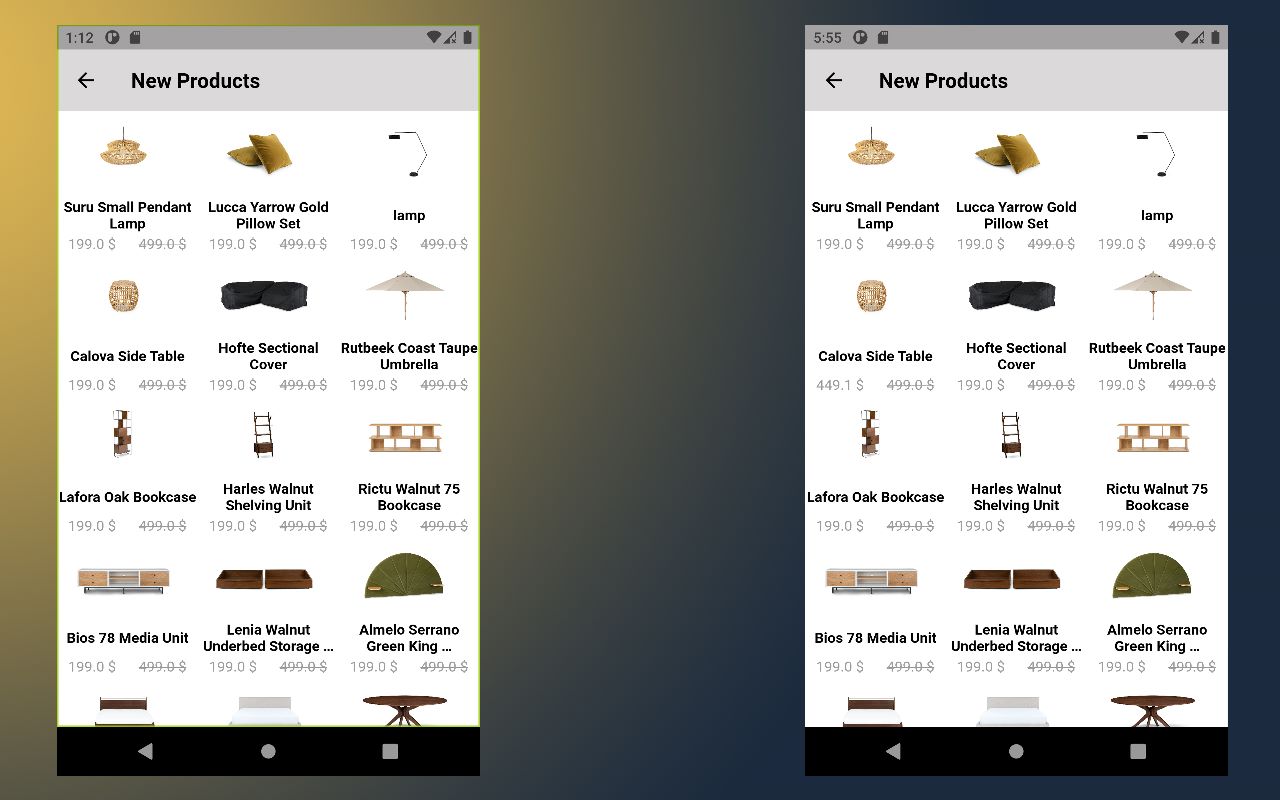 1:12
New Products
Suru Small Pendant
Lamp
Lucca Yarrow Gold
Pillow Set
lamp
199.0 $ 499.0 $
199.0 $ 499.0 $
199.0 $ 499.0 $
Calova Side Table
Hofte Sectional
Cover
Rutbeek Coast Taupe
Umbrella
199.0 $ 499.0 $
199.0 $ 499.0 $
199.0 $ 499.0 $
Lafora Oak Bookcase
Harles Walnut
Shelving Unit
Rictu Walnut 75
Bookcase
199.0 $ 499.0 $
199.0 $ 499.0 $
199.0 $ 499.0 $
Bios 78 Media Unit
Lenia Walnut
Underbed Storage ...
Almelo Serrano
Green King ...
199.0 $ 499.0 $
199.0 $ 499.0 $
199.0 $ 499.0 $
5:55
New Products
Suru Small Pendant
Lamp
Lucca Yarrow Gold
Pillow Set
lamp
199.0 $ 499.0 $
199.0 $ 499.0 $
199.0 $ 499.0 $
Calova Side Table
Hofte Sectional
Cover
Rutbeek Coast Taupe
Umbrella
449.1 $ 499.0 $
199.0 $ 499.0 $
199.0 $ 499.0 $
Lafora Oak Bookcase
Harles Walnut
Shelving Unit
Rictu Walnut 75
Bookcase
199.0 $ 499.0 $
199.0 $ 499.0 $
199.0 $ 499.0 $
Bios 78 Media Unit
Lenia Walnut
Underbed Storage ...
Almelo Serrano
Green King ...
199.0 $ 499.0 $
199.0 $ 499.0 $
199.0 $ 499.0 $